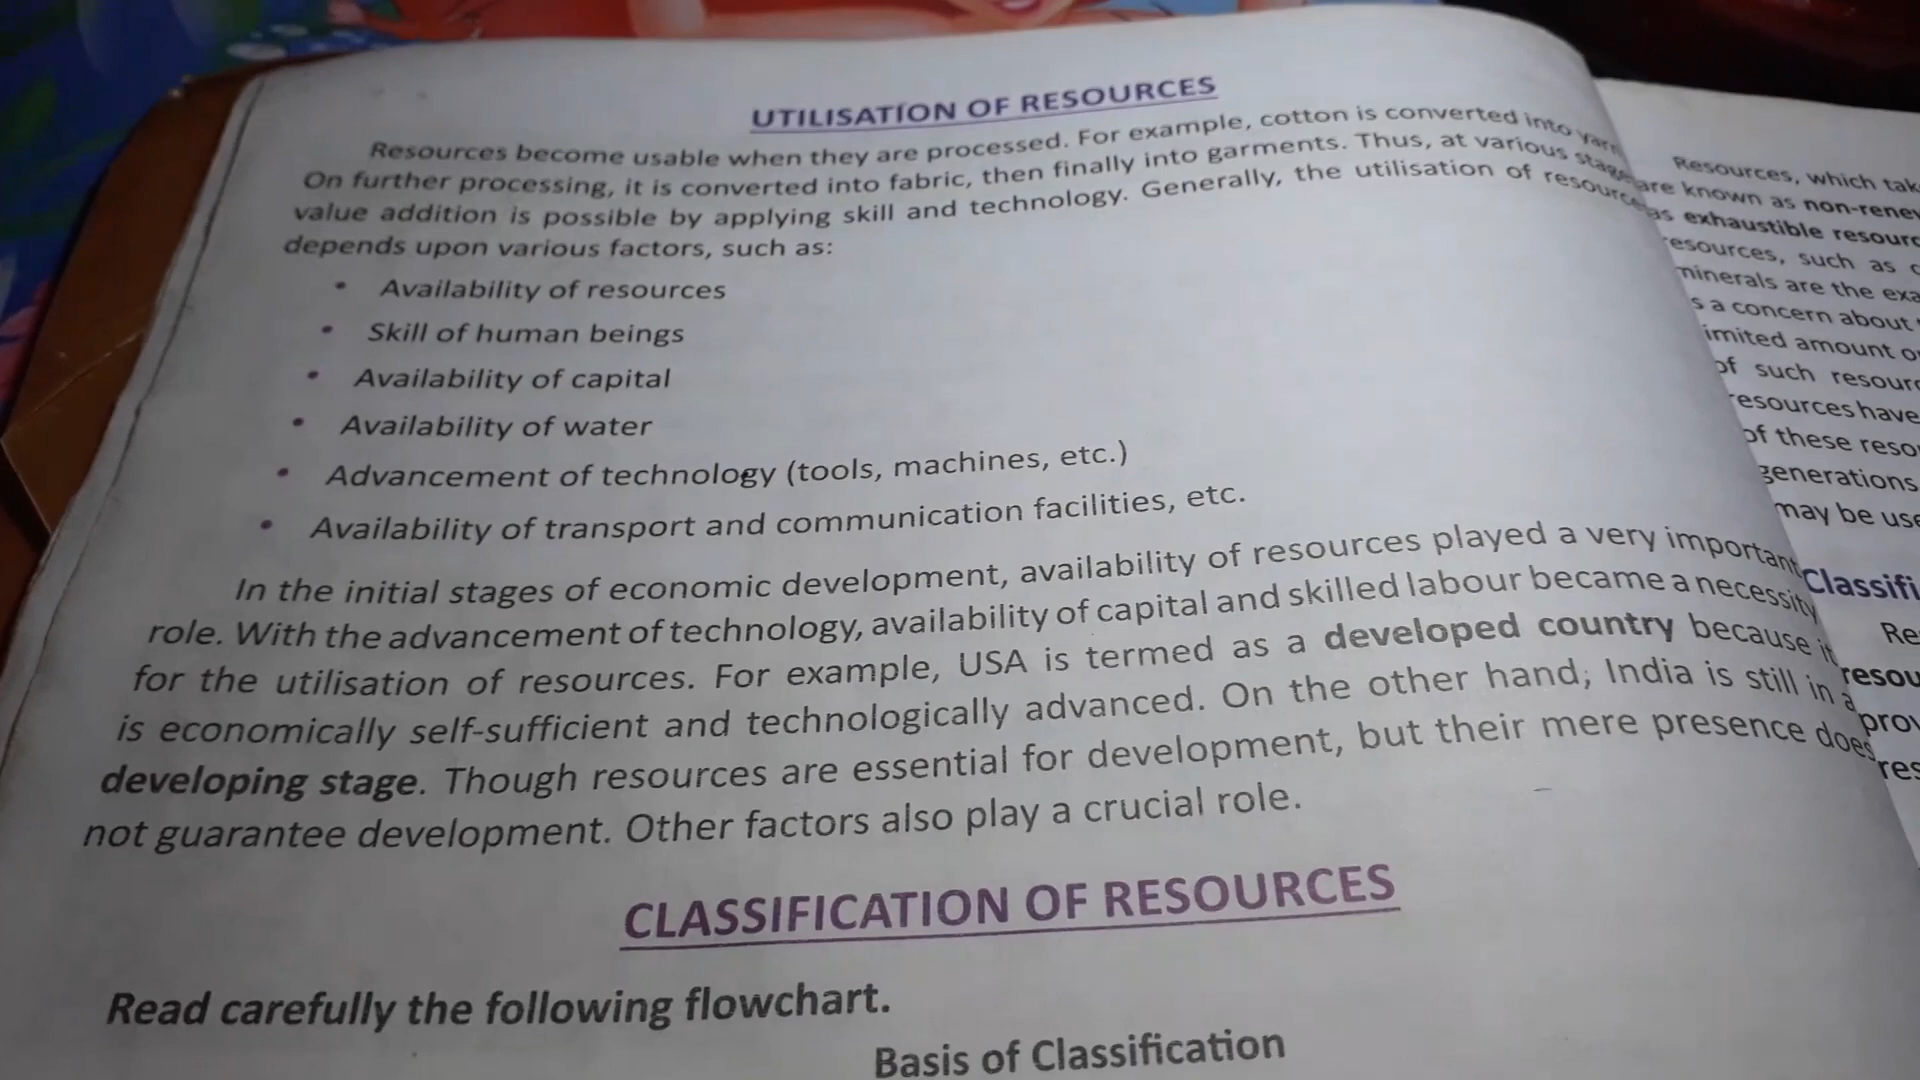 UTILISATION OF RESOURCES
Resources become usable when they are processed. For example, cotton is converted into yarn.
On further processing, it is converted into fabric, then finally into garments. Thus, at various stage
value addition is possible by applying skill and technology. Generally, the utilisation of resource
depends upon various factors, such as:
• Availability of resources
• Skill of human beings
• Availability of capital
• Availability of water
• Advancement of technology (tools, machines, etc.)
• Availability of transport and communication facilities, etc.
In the initial stages of economic development, availability of resources played a very important
role. With the advancement of technology, availability of capital and skilled labour became a necessity
for the utilisation of resources. For example, USA is termed as a developed country because it
is economically self-sufficient and technologically advanced. On the other hand; India is still in a
developing stage. Though resources are essential for development, but their mere presence does
not guarantee development. Other factors also play a crucial role.
CLASSIFICATION OF RESOURCES
Read carefully the following flowchart.
Basis of Classification
Resources, which
are known as
as exhaustible
esources, such as
minerals are the
s a concern about
imited amount
of such
esources have
of these
generations
may be